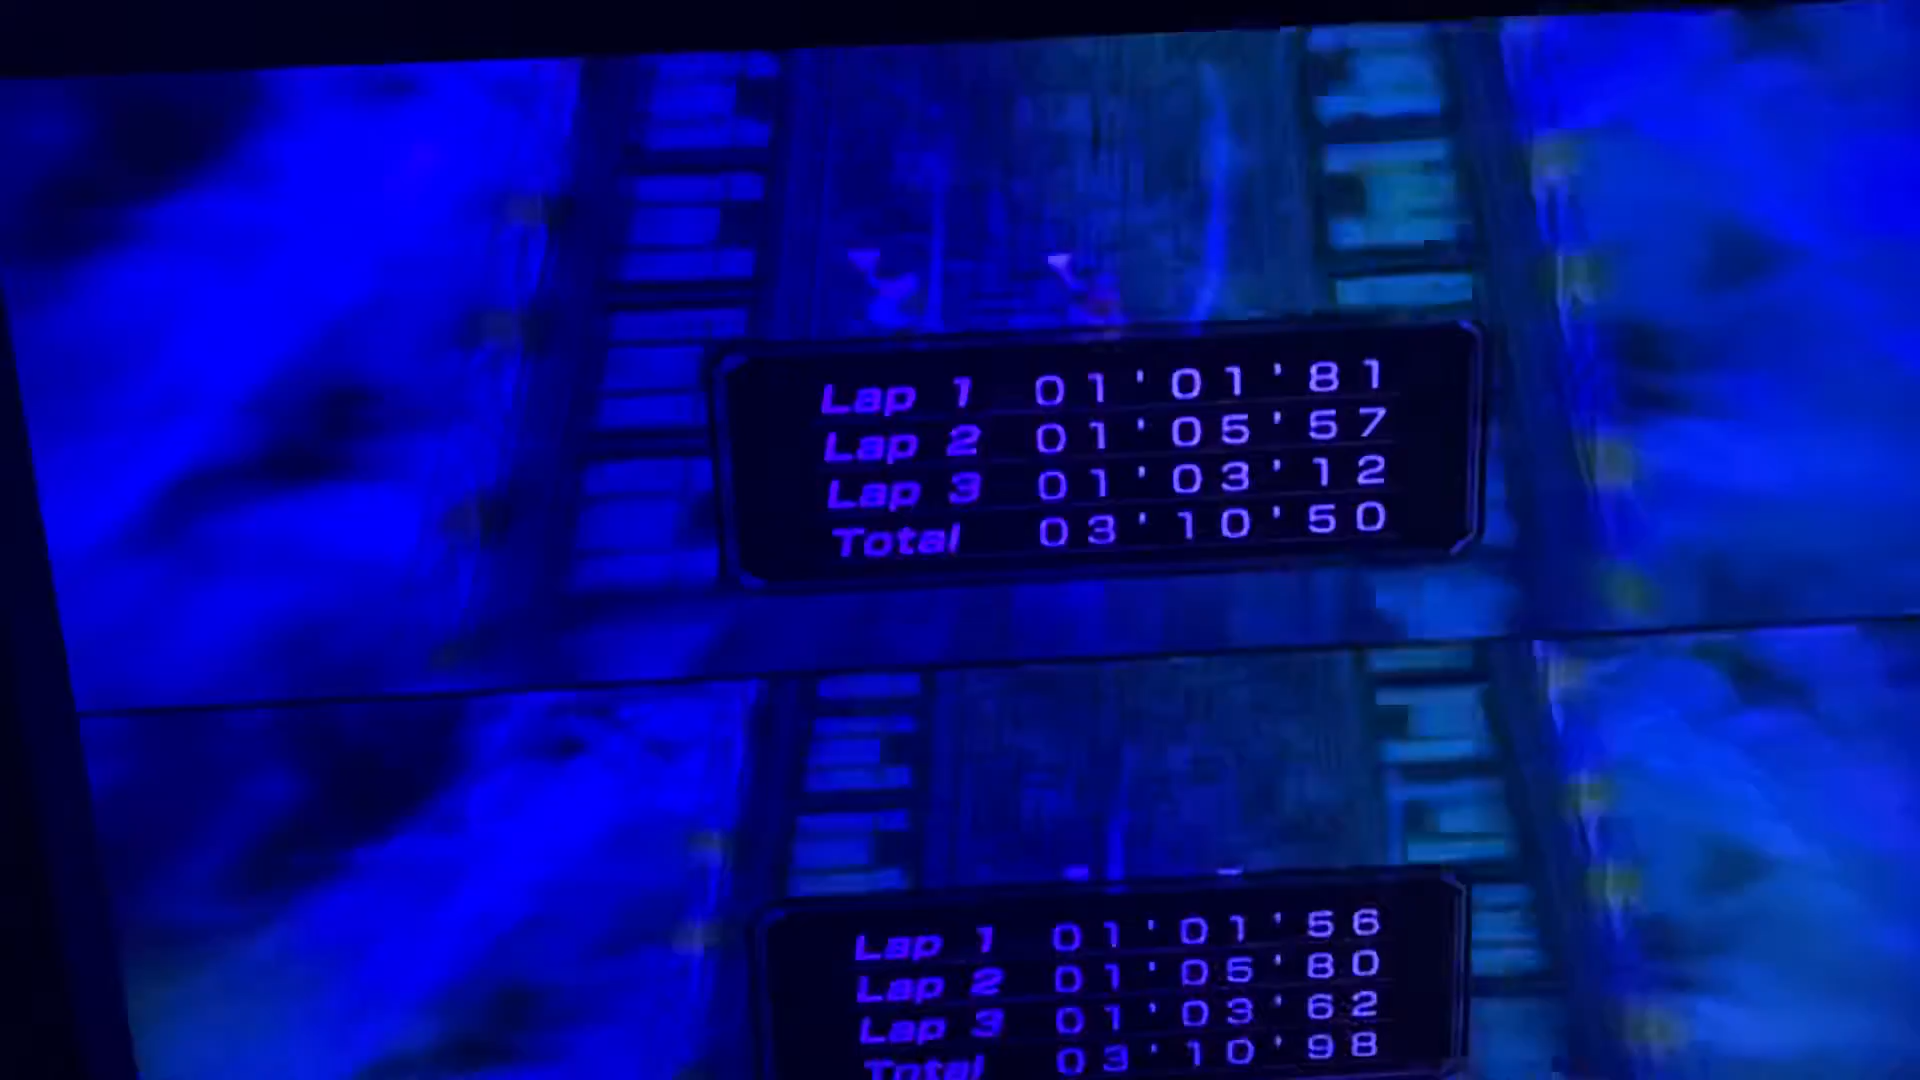 Lap 1 01'01'81
Lap 2 01'05'57
Lap 3 01'03'12
Total 03'10'50
Lap 1 01'01'56
Lap 2 01'05'80
Lap 3 01'03'62
Total 03'10'98